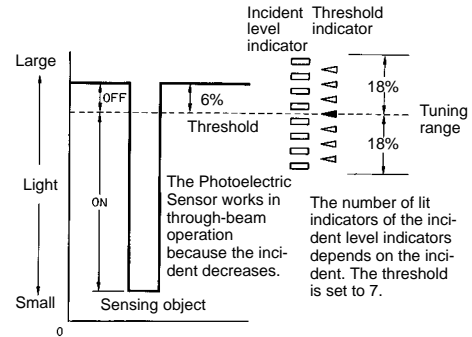 Incident level indicator
Threshold indicator
Large
OFF
6%
18%
Threshold
Tuning range
18%
Light
ON
The Photoelectric
Sensor works in
through-beam
operation
because the inci-
dent decreases.
The number of lit
indicators of the inci-
dent level indicators
depends on the inci-
dent. The threshold
is set to 7.
Small
Sensing object
0